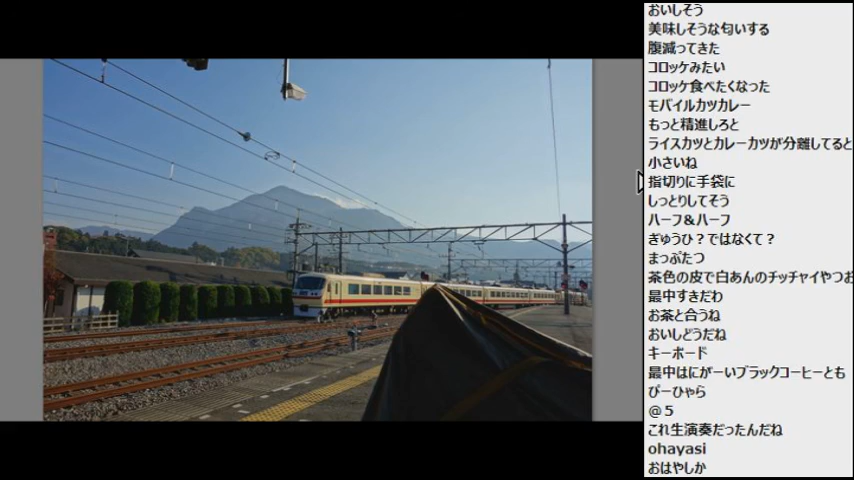 おいしそう
美味しそうな匂いする
腹減ってきた
コロッケみたい
コロッケ食べたくなった
モバイルカツカレー
もっと精進しろと
ライスカツとカレーカツが分離してると
小さいね
指切りに手袋に
しっとりしてそう
ハーフ＆ハーフ
ぎゅうひ？ではなくて？
まっぷたつ
茶色の皮で白あんのチッチャイやつお
最中すきだわ
お茶と合うね
おいしどうだね
キーボード
最中はにがーいブラックコーヒーとも
ぴーひゃら
＠５
これ生演奏だったんだね
ohayasi
おはやしか